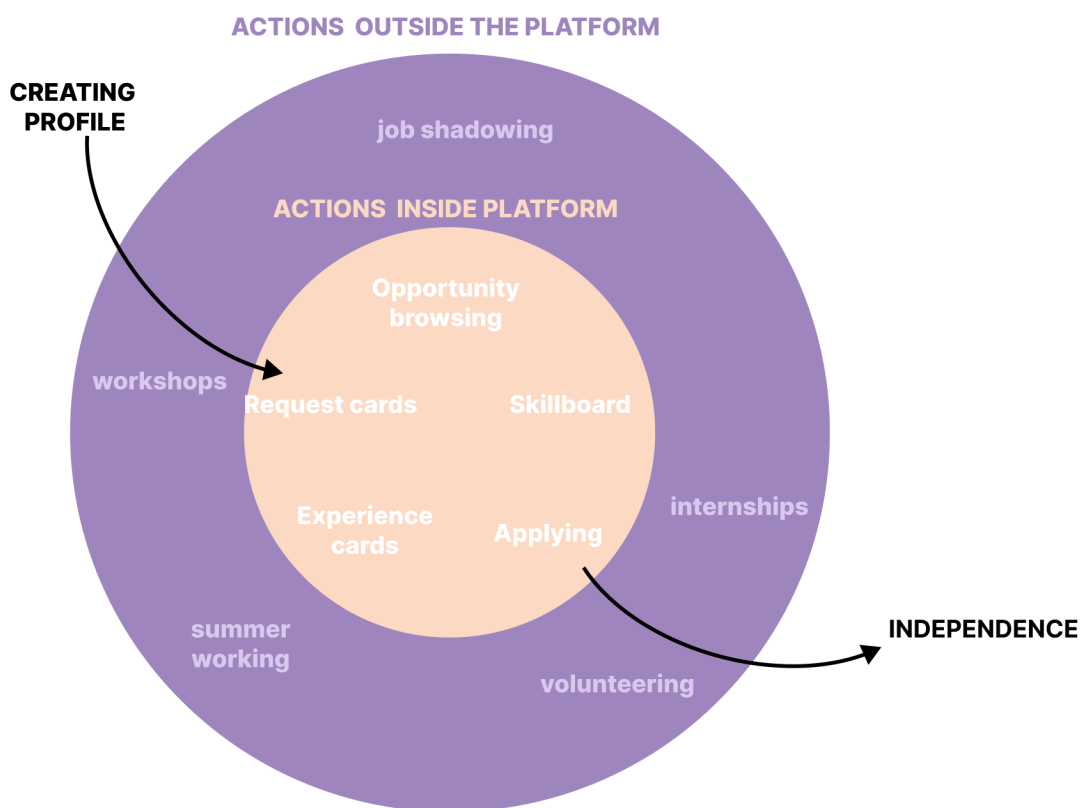 ACTIONS OUTSIDE THE PLATFORM
CREATING
PROFILE
job shadowing
ACTIONS INSIDE PLATFORM
Opportunity
browsing
workshops
Request cards
Skillboard
internships
Experience
cards
Applying
summer
working
INDEPENDENCE
volunteering